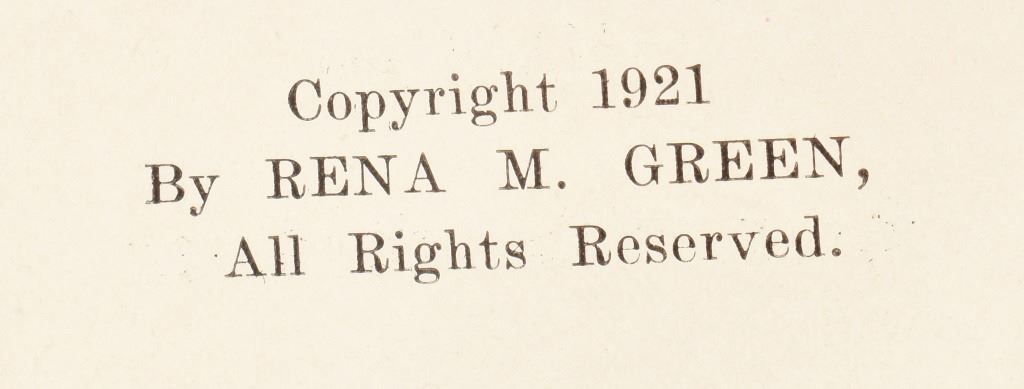 Copyright 1921
By RENA M. GREEN,
All Rights Reserved.